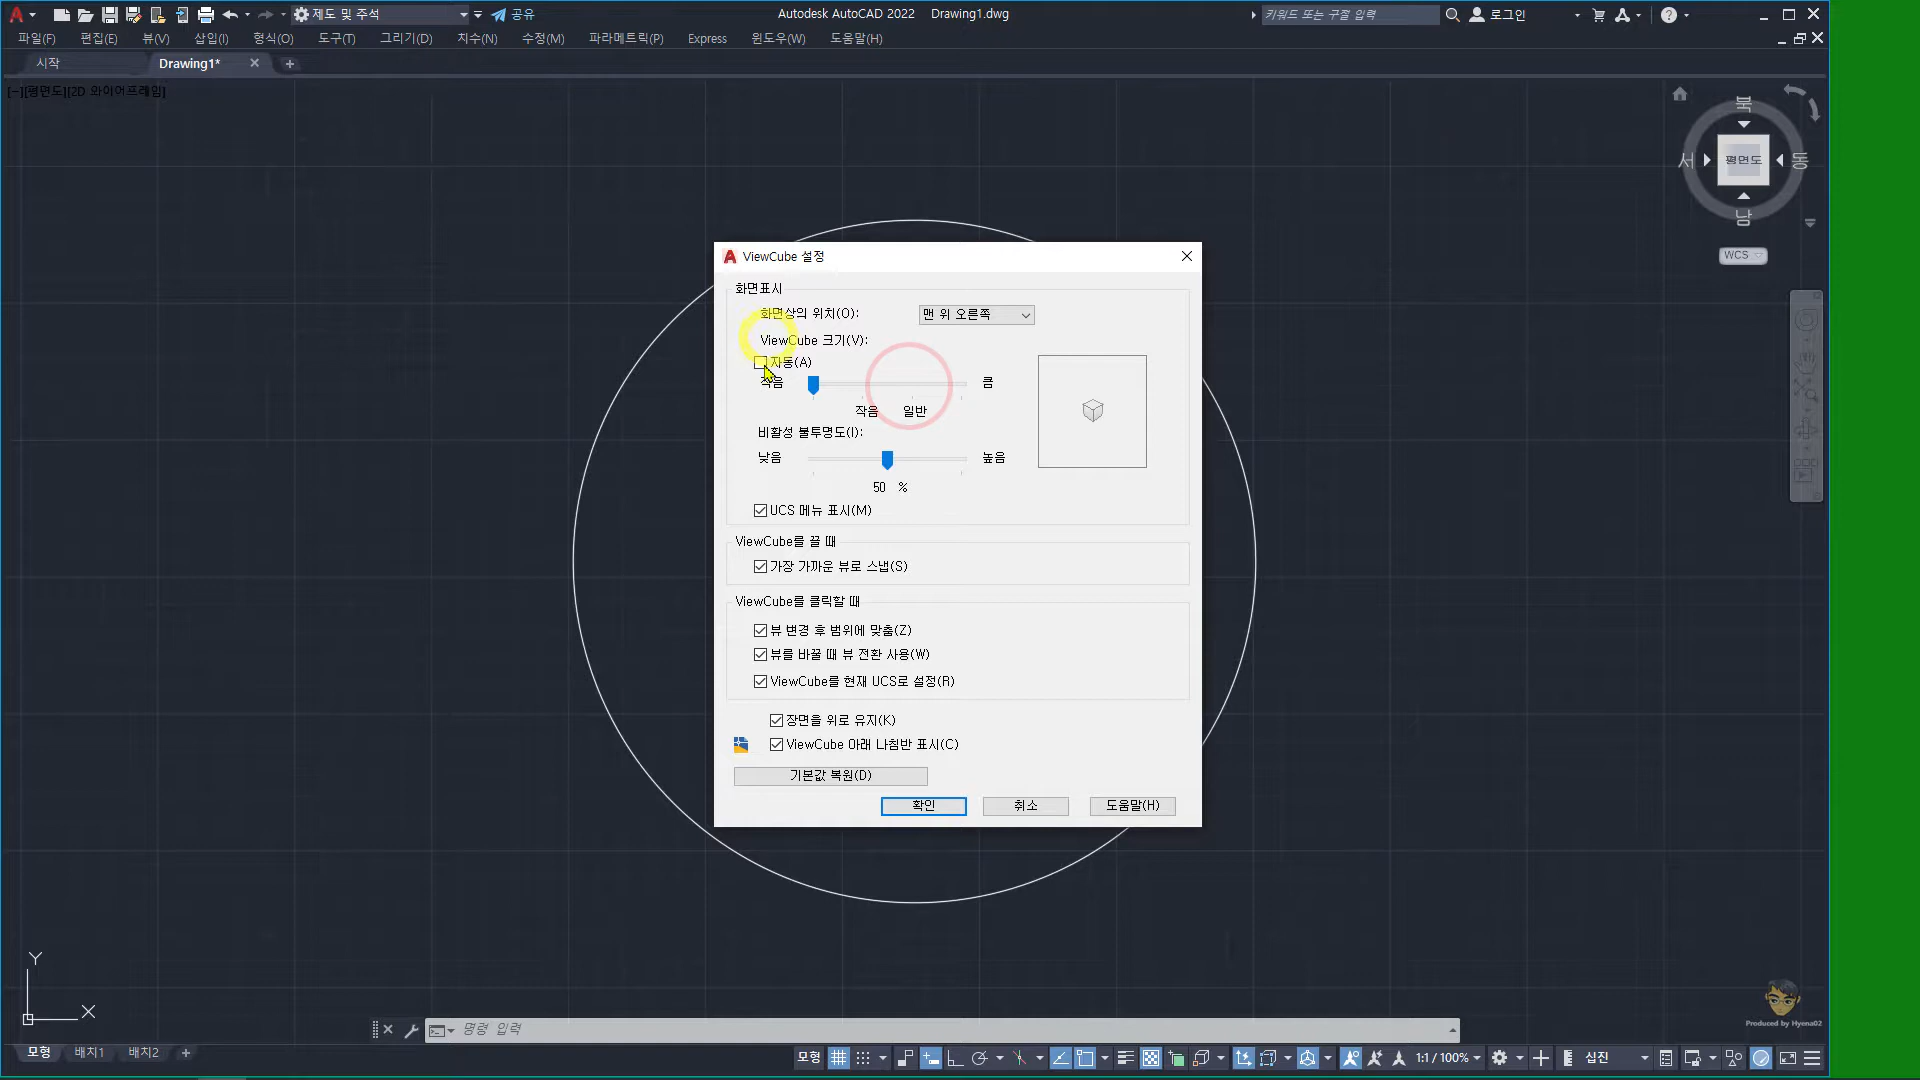 제도 및 주석
공유
Autodesk AutoCAD 2022 Drawing1.dwg
키워드 또는 구절 입력
로그인
파일(F) 편집(E) 뷰(V) 삽입(I) 형식(O) 도구(T) 그리기(D) 치수(N) 수정(M) 파라메트릭(P) Express 윈도우(W) 도움말(H)
시작 Drawing1*
[-][평면도][2D 와이어프레임]
북
서 평면도 동
남
WCS
ViewCube 설정
화면표시
화면상의 위치(O): 맨 위 오른쪽
ViewCube 크기(V):
자동(A)
작음 큼
작음 일반
비활성 불투명도(I):
낮음 높음
50 %
UCS 메뉴 표시(M)
ViewCube를 끌 때
가장 가까운 뷰로 스냅(S)
ViewCube를 클릭할 때
뷰 변경 후 범위에 맞춤(Z)
뷰를 바꿀 때 뷰 전환 사용(W)
ViewCube를 현재 UCS로 설정(R)
장면을 위로 유지(K)
ViewCube 아래 나침반 표시(C)
기본값 복원(D)
확인 취소 도움말(H)
Y
X
Produced by Hyena02
명령 입력
모형 배치1 배치2
모형 1:1 / 100% 십진